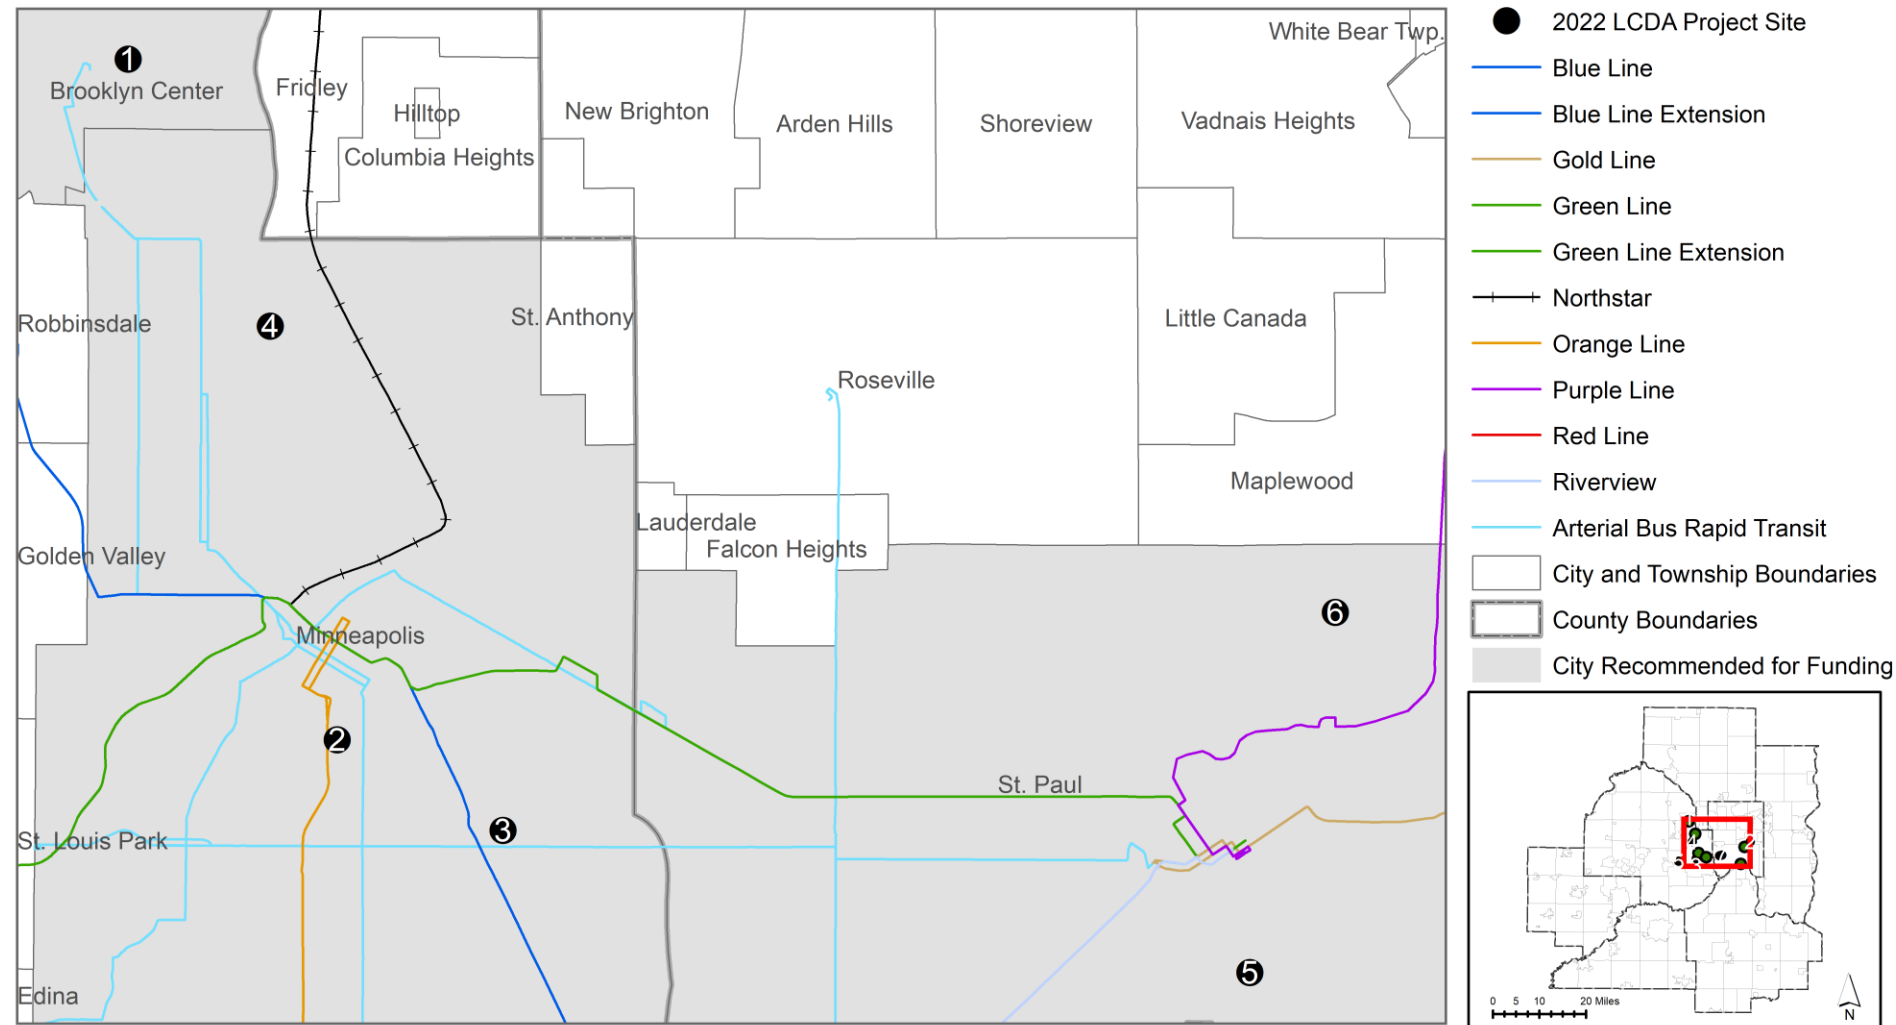 White Bear Twp.
1
Brooklyn Center
Fridley
Hilltop
New Brighton
Arden Hills
Shoreview
Vadnais Heights
Columbia Heights
Robbinsdale
4
St. Anthony
Little Canada
Roseville
Maplewood
Lauderdale
Falcon Heights
Golden Valley
6
Minneapolis
2
St. Paul
3
St. Louis Park
5
Edina
2022 LCDA Project Site
Blue Line
Blue Line Extension
Gold Line
Green Line
Green Line Extension
Northstar
Orange Line
Purple Line
Red Line
Riverview
Arterial Bus Rapid Transit
City and Township Boundaries
County Boundaries
City Recommended for Funding
0 5 10 20 Miles
N